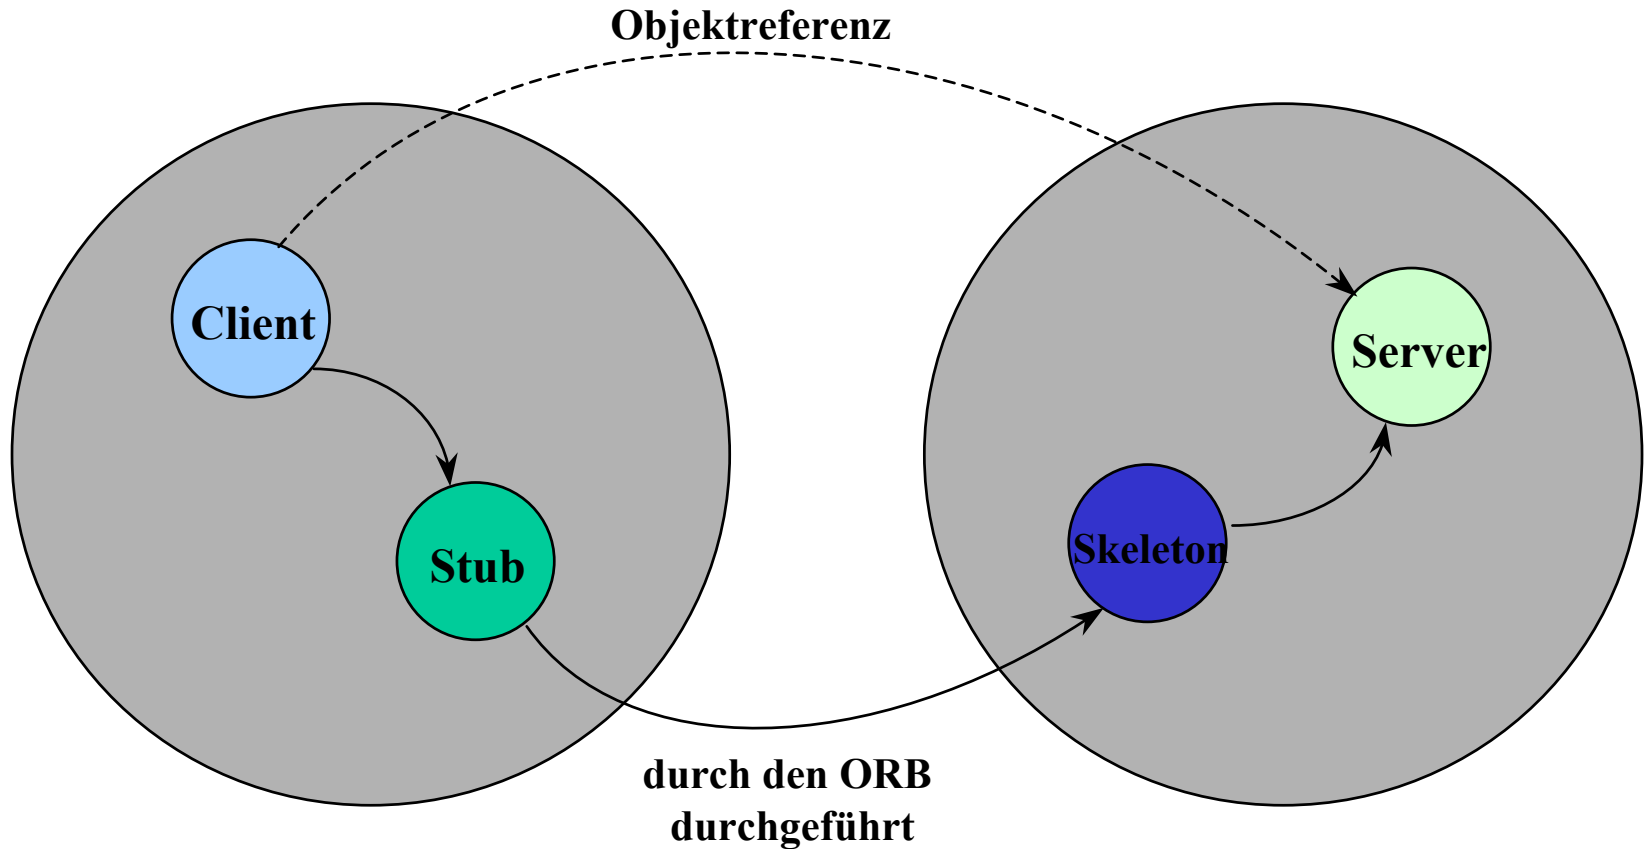 Objektreferenz
Client
Server
Skeleton
Stub
durch den ORB
durchgeführt